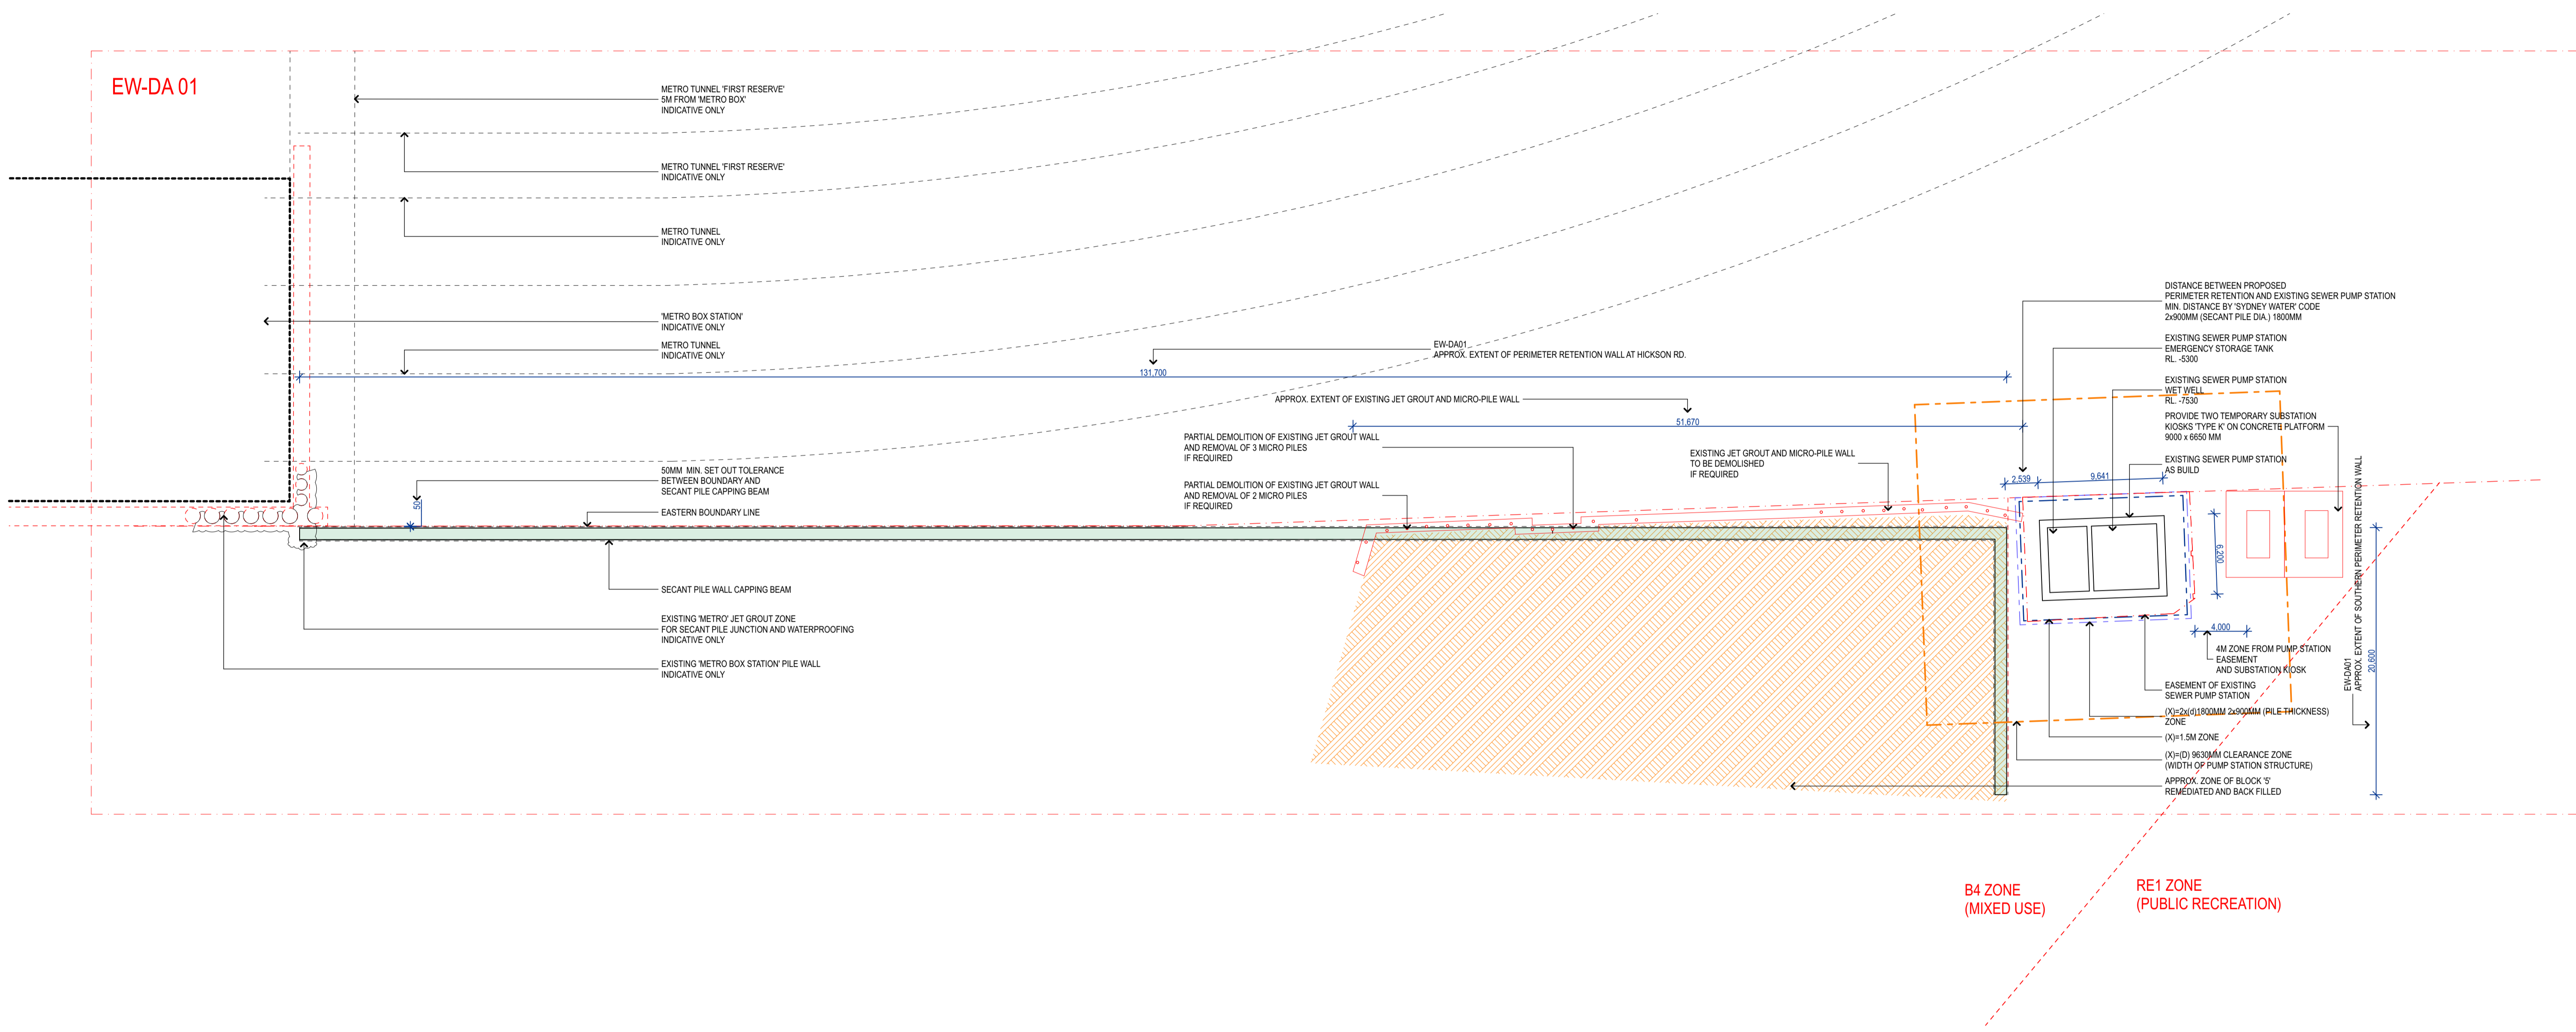 EW-DA 01
METRO TUNNEL 'FIRST RESERVE'
5M FROM 'METRO BOX'
INDICATIVE ONLY
METRO TUNNEL 'FIRST RESERVE'
INDICATIVE ONLY
METRO TUNNEL
INDICATIVE ONLY
'METRO BOX STATION'
INDICATIVE ONLY
METRO TUNNEL
INDICATIVE ONLY
EW-DA01
APPROX. EXTENT OF PERIMETER RETENTION WALL AT HICKSON RD.
131,700
APPROX. EXTENT OF EXISTING JET GROUT AND MICRO-PILE WALL
51,670
PARTIAL DEMOLITION OF EXISTING JET GROUT WALL
AND REMOVAL OF 3 MICRO PILES
IF REQUIRED
PARTIAL DEMOLITION OF EXISTING JET GROUT WALL
AND REMOVAL OF 2 MICRO PILES
IF REQUIRED
EXISTING JET GROUT AND MICRO-PILE WALL
TO BE DEMOLISHED
IF REQUIRED
50MM MIN. SET OUT TOLERANCE
BETWEEN BOUNDARY AND
SECANT PILE CAPPING BEAM
50
EASTERN BOUNDARY LINE
SECANT PILE WALL CAPPING BEAM
EXISTING 'METRO' JET GROUT ZONE
FOR SECANT PILE JUNCTION AND WATERPROOFING
INDICATIVE ONLY
EXISTING 'METRO BOX STATION' PILE WALL
INDICATIVE ONLY
DISTANCE BETWEEN PROPOSED
PERIMETER RETENTION AND EXISTING SEWER PUMP STATION
MIN. DISTANCE BY 'SYDNEY WATER' CODE
2x900MM (SECANT PILE DIA.) 1800MM
EXISTING SEWER PUMP STATION
EMERGENCY STORAGE TANK
RL. -5300
EXISTING SEWER PUMP STATION
WET WELL
RL. -7530
PROVIDE TWO TEMPORARY SUBSTATION
KIOSKS 'TYPE K' ON CONCRETE PLATFORM
9000 x 6650 MM
EXISTING SEWER PUMP STATION
AS BUILD
2,539
9,641
6,200
4,000
4M ZONE FROM PUMP STATION
EASEMENT
AND SUBSTATION KIOSK
EW-DA01
APPROX. EXTENT OF SOUTHERN PERIMETER RETENTION WALL
20,600
EASEMENT OF EXISTING
SEWER PUMP STATION
(X)=2x(d)1800MM 2x900MM (PILE THICKNESS)
ZONE
(X)=1.5M ZONE
(X)=(D) 9630MM CLEARANCE ZONE
(WIDTH OF PUMP STATION STRUCTURE)
APPROX. ZONE OF BLOCK '5'
REMEDIATED AND BACK FILLED
B4 ZONE
(MIXED USE)
RE1 ZONE
(PUBLIC RECREATION)